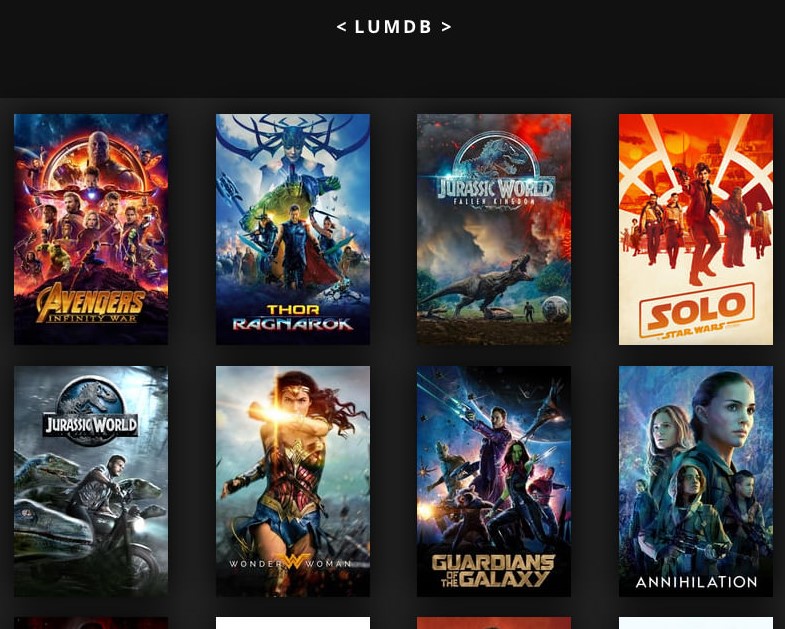 < LUMDB >
AVENGERS
INFINITY WAR
THOR
RAGNAROK
JURASSIC WORLD
FALLEN KINGDOM
SOLO
A STAR WARS STORY
JURASSIC WORLD
WONDER WOMAN
GUARDIANS
OF THE GALAXY
ANNIHILATION